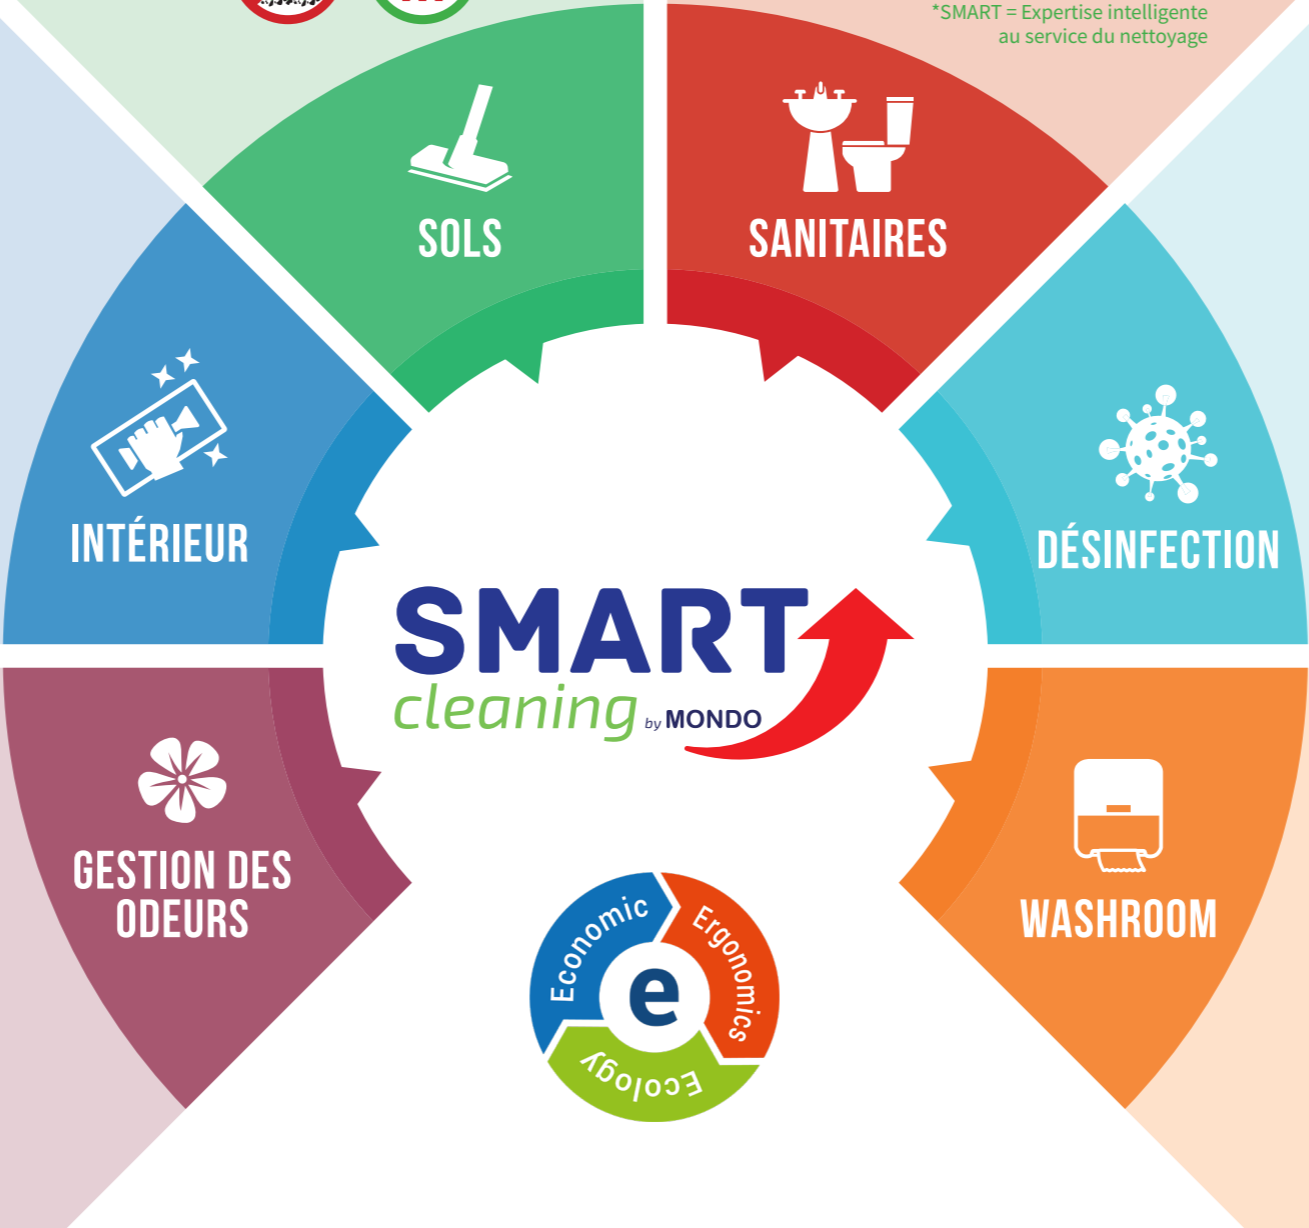 *SMART = Expertise intelligente
au service du nettoyage
SOLS
SANITAIRES
INTÉRIEUR
DÉSINFECTION
SMART
cleaning by MONDO
GESTION DES
ODEURS
WASHROOM
Economic
Ergonomics
e
Ecology